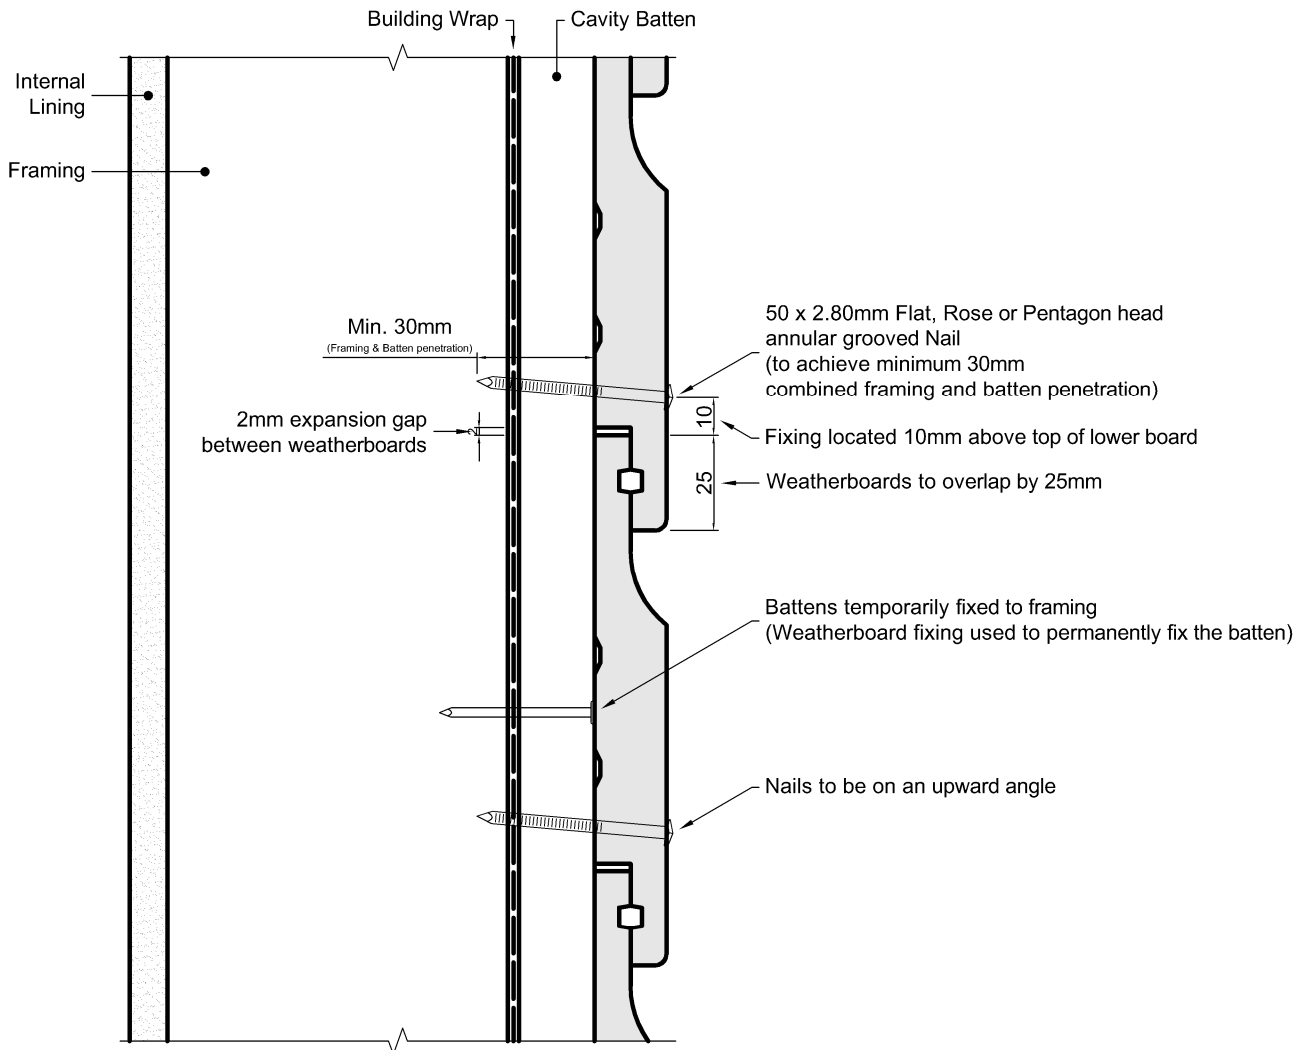 Building Wrap
Cavity Batten
Internal
Lining
Framing
Min. 30mm
(Framing & Batten penetration)
50 x 2.80mm Flat, Rose or Pentagon head
annular grooved Nail
(to achieve minimum 30mm
combined framing and batten penetration)
2mm expansion gap
between weatherboards
2
10
Fixing located 10mm above top of lower board
25
Weatherboards to overlap by 25mm
Battens temporarily fixed to framing
(Weatherboard fixing used to permanently fix the batten)
Nails to be on an upward angle